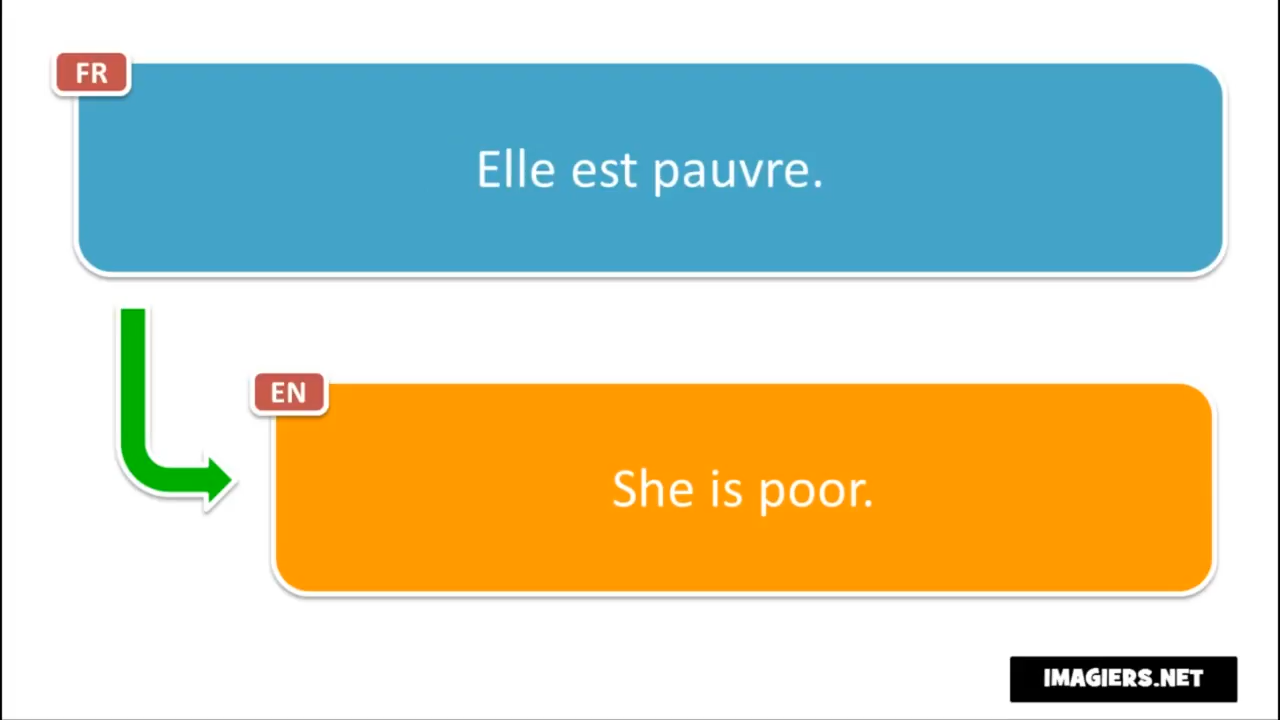 FR
Elle est pauvre.
EN
She is poor.
IMAGIERS.NET